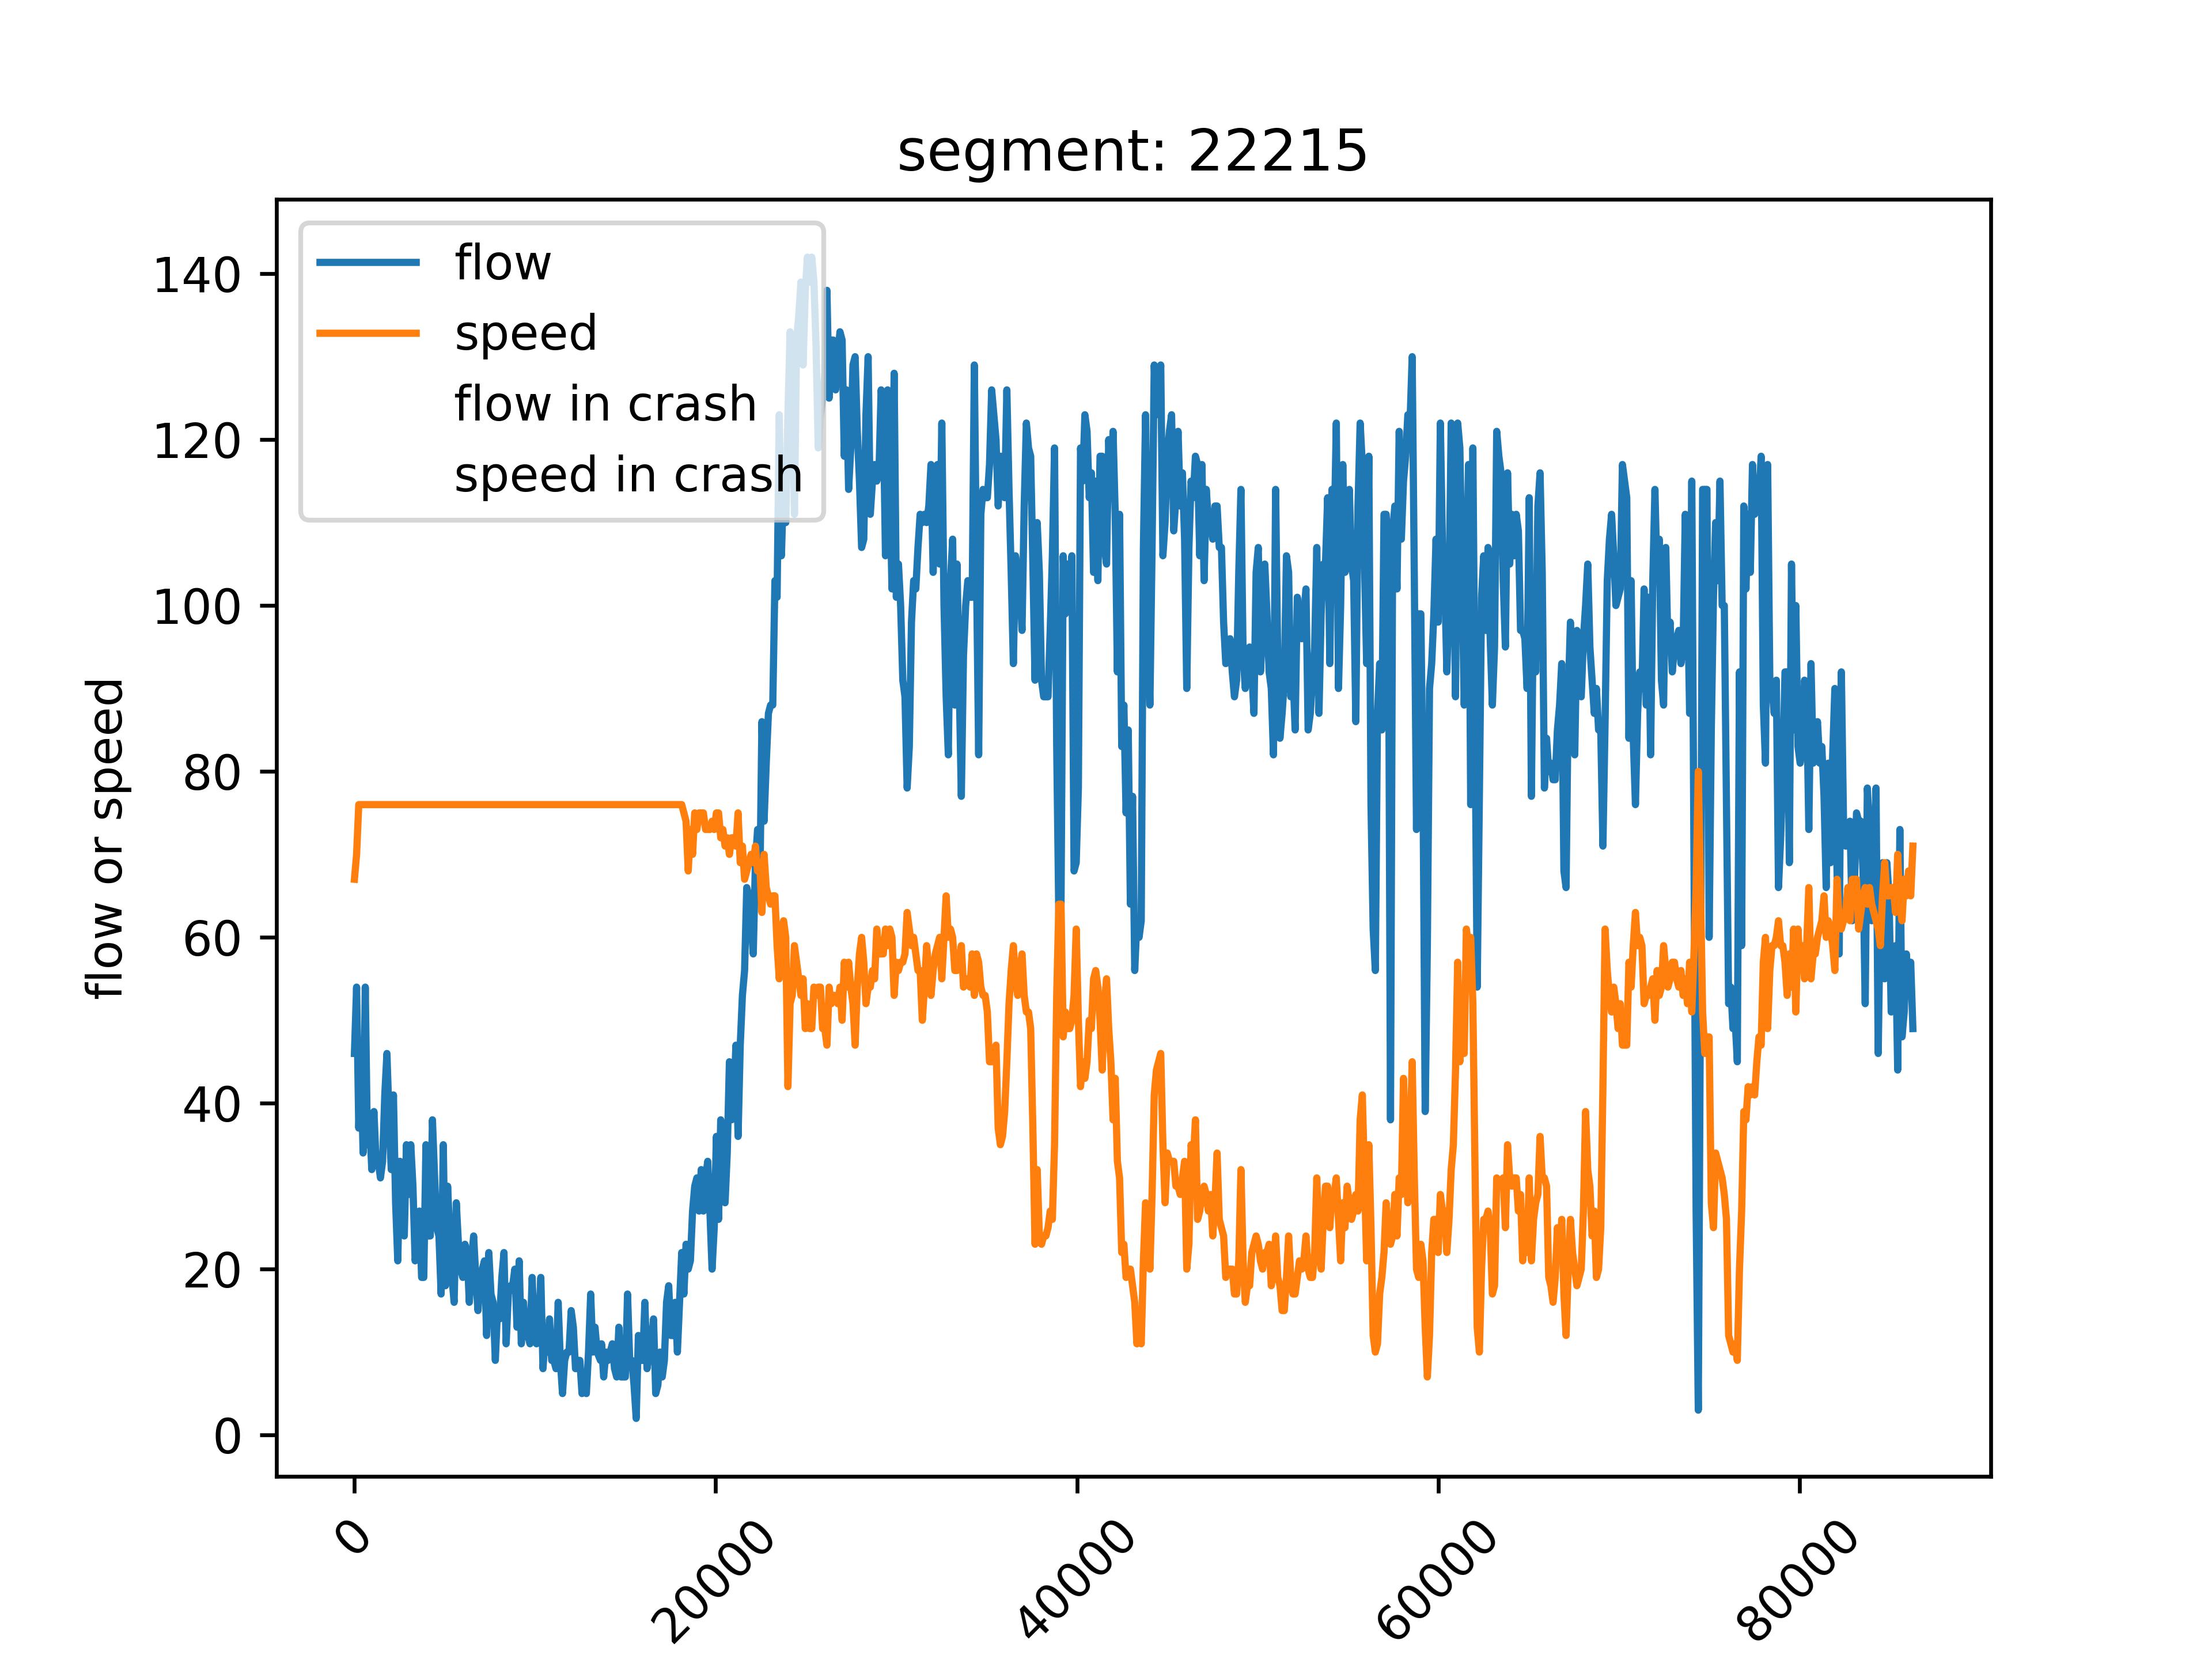 segment: 22215
flow
speed
flow in crash
speed in crash
flow or speed
140
120
100
80
60
40
20
0
0
20000
40000
60000
80000